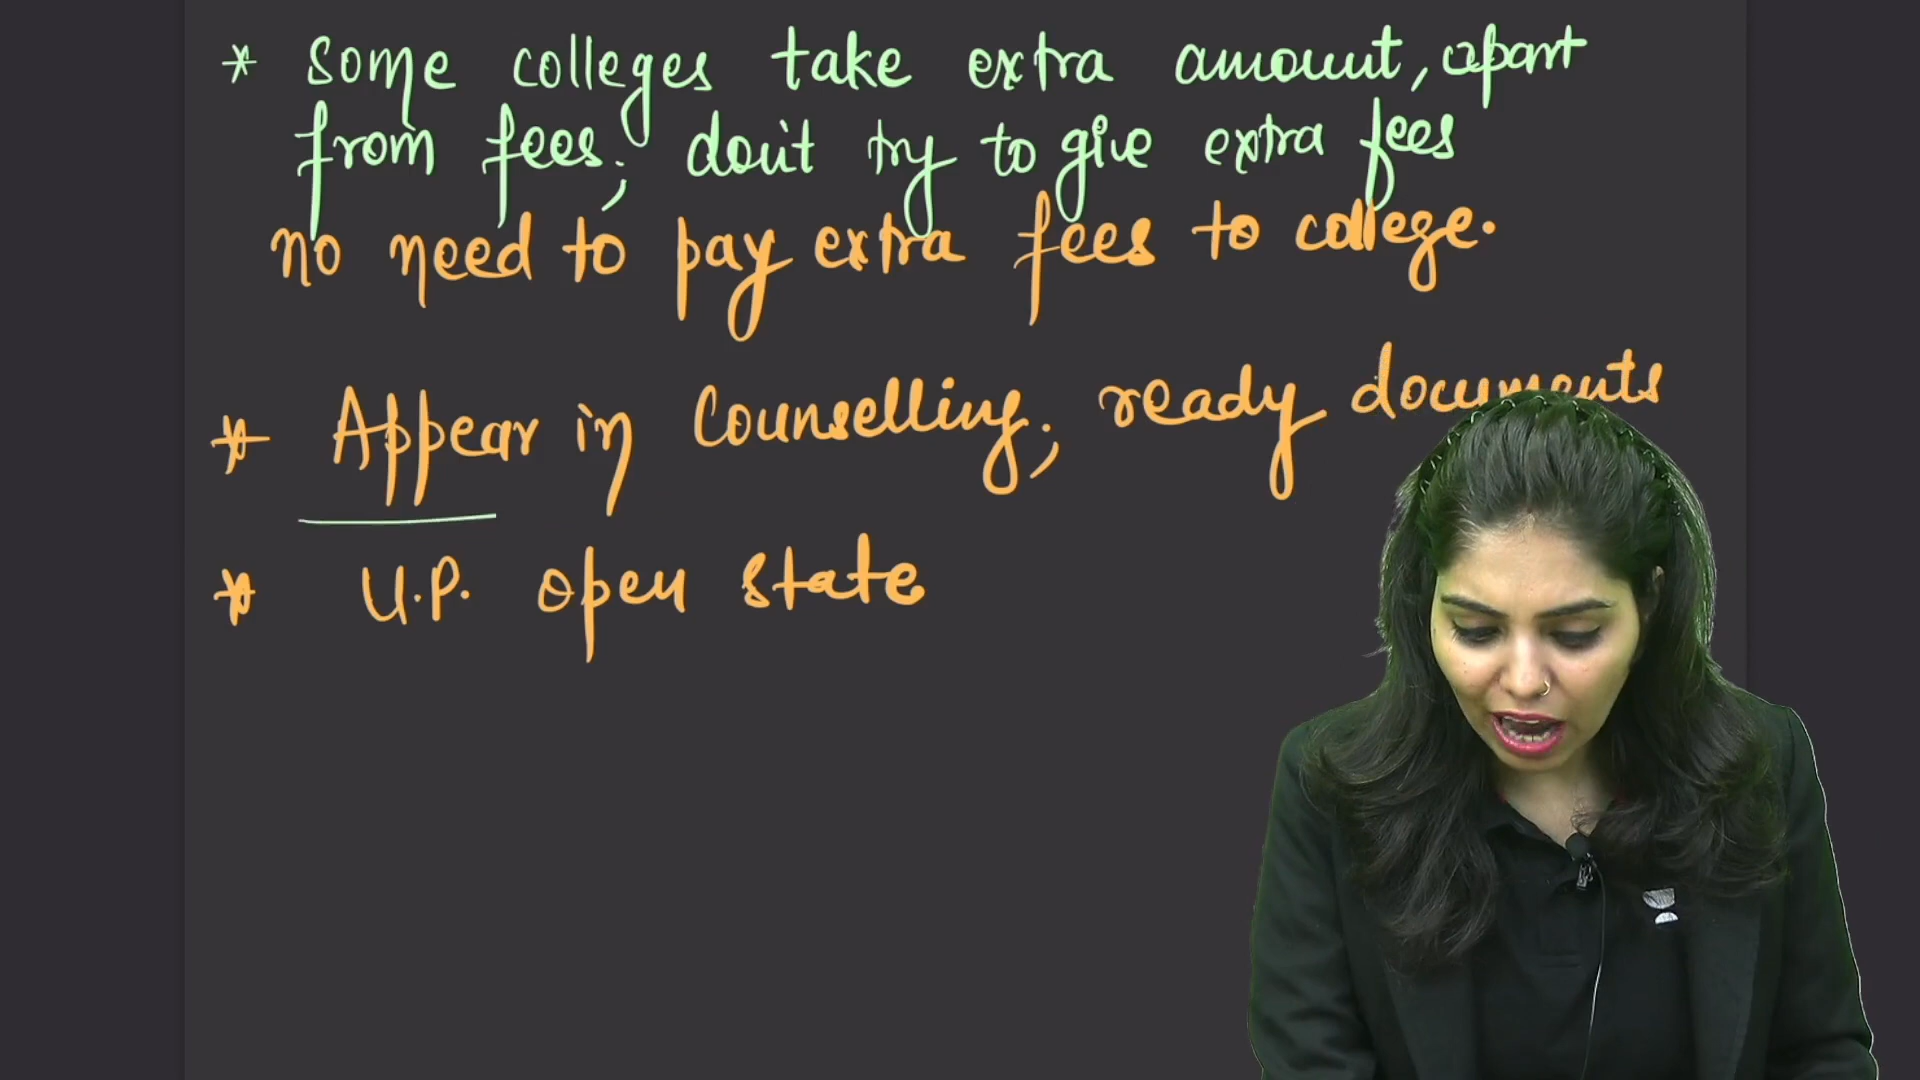 * some colleges take extra amount, apart
from fees; don't try to give extra fees
no need to pay extra fees to college.
* Appear in Counselling; ready documents
* U.P. open state